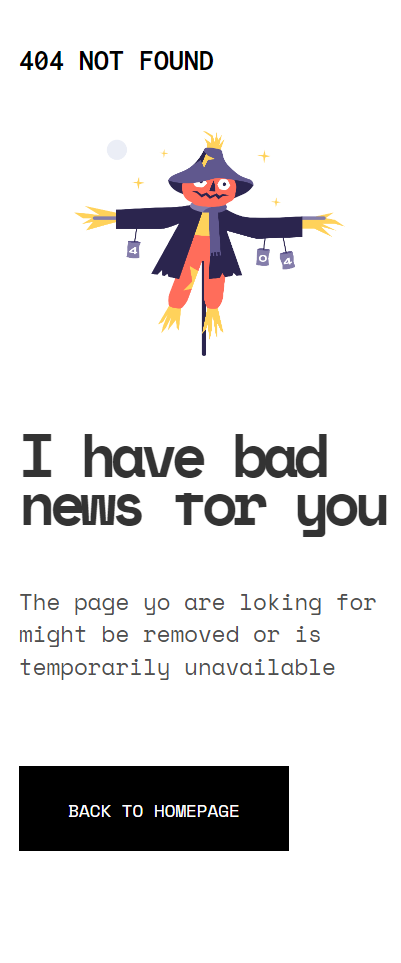 404 NOT FOUND
4
0
4
I have bad
news for you
The page yo are loking for
might be removed or is
temporarily unavailable
BACK TO HOMEPAGE